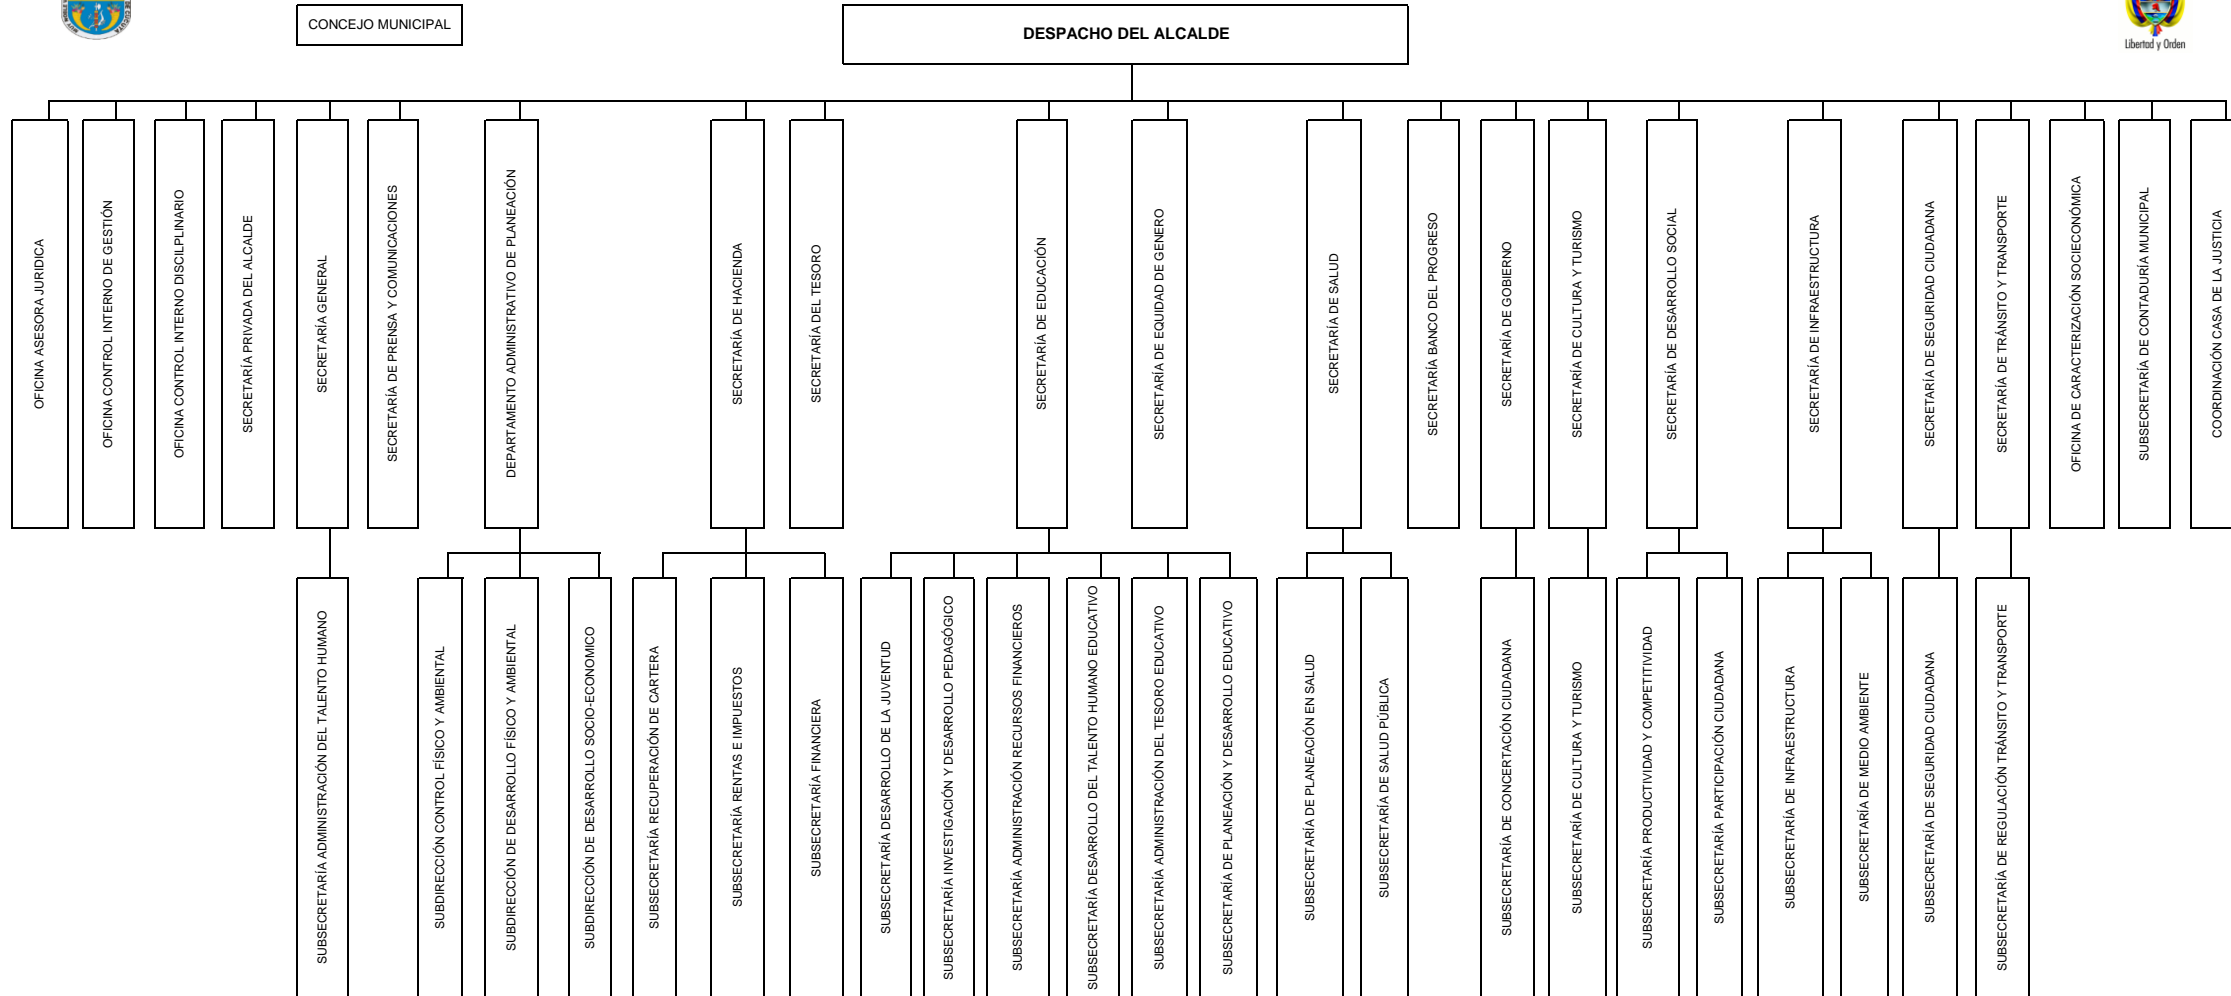 CONCEJO MUNICIPAL
DESPACHO DEL ALCALDE
Libertad y Orden
OFICINA ASESORA JURIDICA
OFICINA CONTROL INTERNO DE GESTIÓN
OFICINA CONTROL INTERNO DISCILPLINARIO
SECRETARÍA PRIVADA DEL ALCALDE
SECRETARÍA GENERAL
SECRETARÍA DE PRENSA Y COMUNICACIONES
DEPARTAMENTO ADMINISTRATIVO DE PLANEACIÓN
SECRETARÍA DE HACIENDA
SECRETARÍA DEL TESORO
SECRETARÍA DE EDUCACIÓN
SECRETARÍA DE EQUIDAD DE GENERO
SECRETARÍA DE SALUD
SECRETARÍA BANCO DEL PROGRESO
SECRETARÍA DE GOBIERNO
SECRETARÍA DE CULTURA Y TURISMO
SECRETARÍA DE DESARROLLO SOCIAL
SECRETARÍA DE INFRAESTRUCTURA
SECRETARÍA DE SEGURIDAD CIUDADANA
SECRETARÍA DE TRÁNSITO Y TRANSPORTE
OFICINA DE CARACTERIZACIÓN SOCIECONÓMICA
SUBSECRETARÍA DE CONTADURÍA MUNICIPAL
COORDINACIÓN CASA DE LA JUSTICIA
SUBSECRETARÍA ADMINISTRACIÓN DEL TALENTO HUMANO
SUBDIRECCIÓN CONTROL FÍSICO Y AMBIENTAL
SUBDIRECCIÓN DE DESARROLLO FÍSICO Y AMBIENTAL
SUBDIRECCIÓN DE DESARROLLO SOCIO-ECONOMICO
SUBSECRETARÍA RECUPERACIÓN DE CARTERA
SUBSECRETARÍA RENTAS E IMPUESTOS
SUBSECRETARÍA FINANCIERA
SUBSECRETARÍA DESARROLLO DE LA JUVENTUD
SUBSECRETARÍA INVESTIGACIÓN Y DESARROLLO PEDAGÓGICO
SUBSECRETARÍA ADMINISTRACIÓN RECURSOS FINANCIEROS
SUBSECRETARÍA DESARROLLO DEL TALENTO HUMANO EDUCATIVO
SUBSECRETARÍA ADMINISTRACIÓN DEL TESORO EDUCATIVO
SUBSECRETARÍA DE PLANEACIÓN Y DESARROLLO EDUCATIVO
SUBSECRETARÍA DE PLANEACIÓN EN SALUD
SUBSECRETARÍA DE SALUD PÚBLICA
SUBSECRETARÍA DE CONCERTACIÓN CIUDADANA
SUBSECRETARÍA DE CULTURA Y TURISMO
SUBSECRETARÍA PRODUCTIVIDAD Y COMPETITIVIDAD
SUBSECRETARÍA PARTICIPACIÓN CIUDADANA
SUBSECRETARÍA DE INFRAESTRUCTURA
SUBSECRETARÍA DE MEDIO AMBIENTE
SUBSECRETARÍA DE SEGURIDAD CIUDADANA
SUBSECRETARÍA DE REGULACIÓN TRÁNSITO Y TRANSPORTE